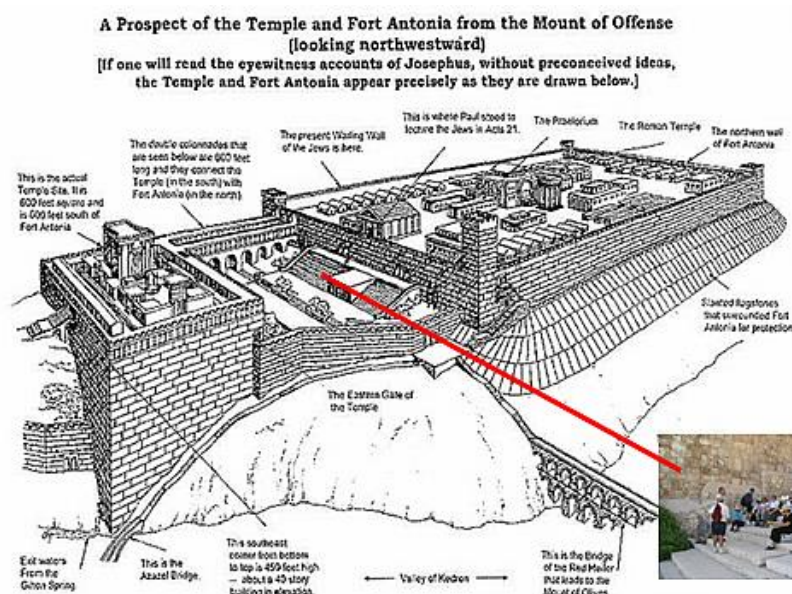 A Prospect of the Temple and Fort Antonia from the Mount of Offense
(looking northwestward)
[If one will read the eyewitness accounts of Josephus, without preconceived ideas,
the Temple and Fort Antonia appear precisely as they are drawn below.]
This is the actual
Temple Site. It is
600 feet square and
is 600 feet south of
Fort Antonia
The double colonnades that
are seen below are 600 feet
long and they connect the
Temple (in the south) with
Fort Antonia (in the north)
The present Wailing Wall
of the Jews is here.
This is where Paul stood to
lecture the Jews in Acts 21.
The Praetorium
The Roman Temple
The northern wall
of Fort Antonia
Slanted flagstones
that surrounded Fort
Antonia for protection
The Eastern Gate of
the Temple
Exit waters
From the
Gihon Spring.
This is the
Azazel Bridge.
This southeast
corner from bottom
to top is 450 feet high
— about a 40 story
building in elevation.
Valley of Kedron
This is the Bridge
of the Red Heifer
that leads to the
Mount of Olives